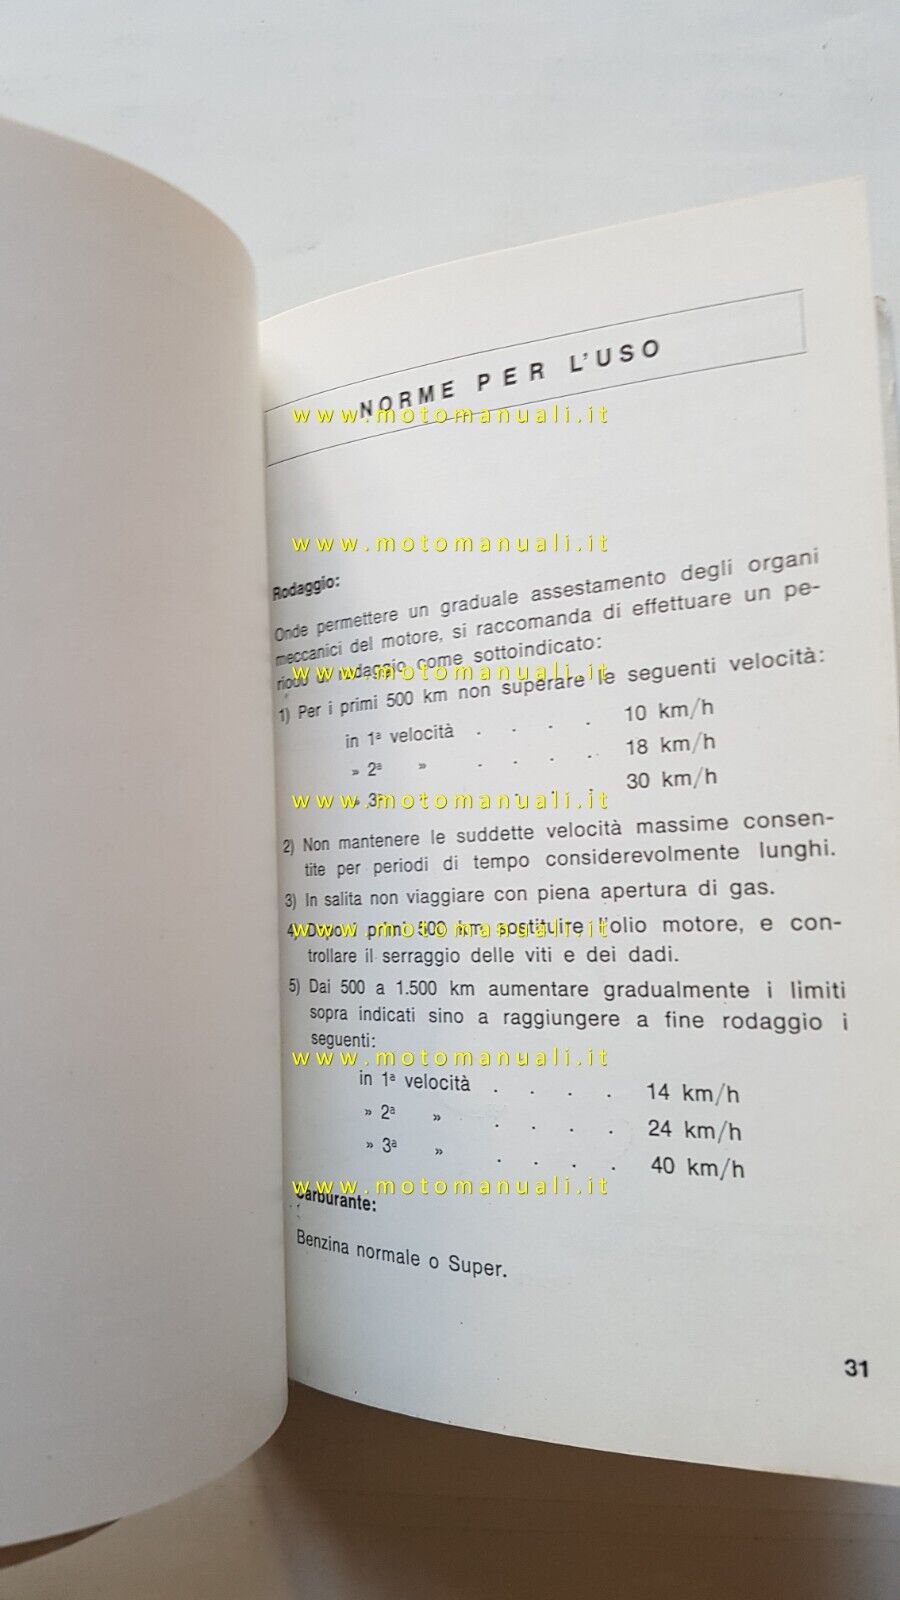 NORME PER L'USO
www.motomanuali.it
www.motomanuali.it
Rodaggio:
Onde permettere un graduale assestamento degli organi
meccanici del motore, si raccomanda di effettuare un pe-
riodo di rodaggio come sottoindicato:
www.motomanuali.it
1) Per i primi 500 km non superare le seguenti velocità:
in 1ª velocità . . . . 10 km/h
» 2ª » . . . . 18 km/h
» 3ª » . . . . 30 km/h
www.motomanuali.it
2) Non mantenere le suddette velocità massime consen-
tite per periodi di tempo considerevolmente lunghi.
3) In salita non viaggiare con piena apertura di gas.
4) Dopo i primi 500 km sostituire l'olio motore, e con-
www.motomanuali.it
trollare il serraggio delle viti e dei dadi.
5) Dai 500 a 1.500 km aumentare gradualmente i limiti
sopra indicati sino a raggiungere a fine rodaggio i
seguenti:
www.motomanuali.it
in 1ª velocità . . . . 14 km/h
» 2ª » . . . . 24 km/h
» 3ª » . . . . 40 km/h
www.motomanuali.it
Carburante:
Benzina normale o Super.
31